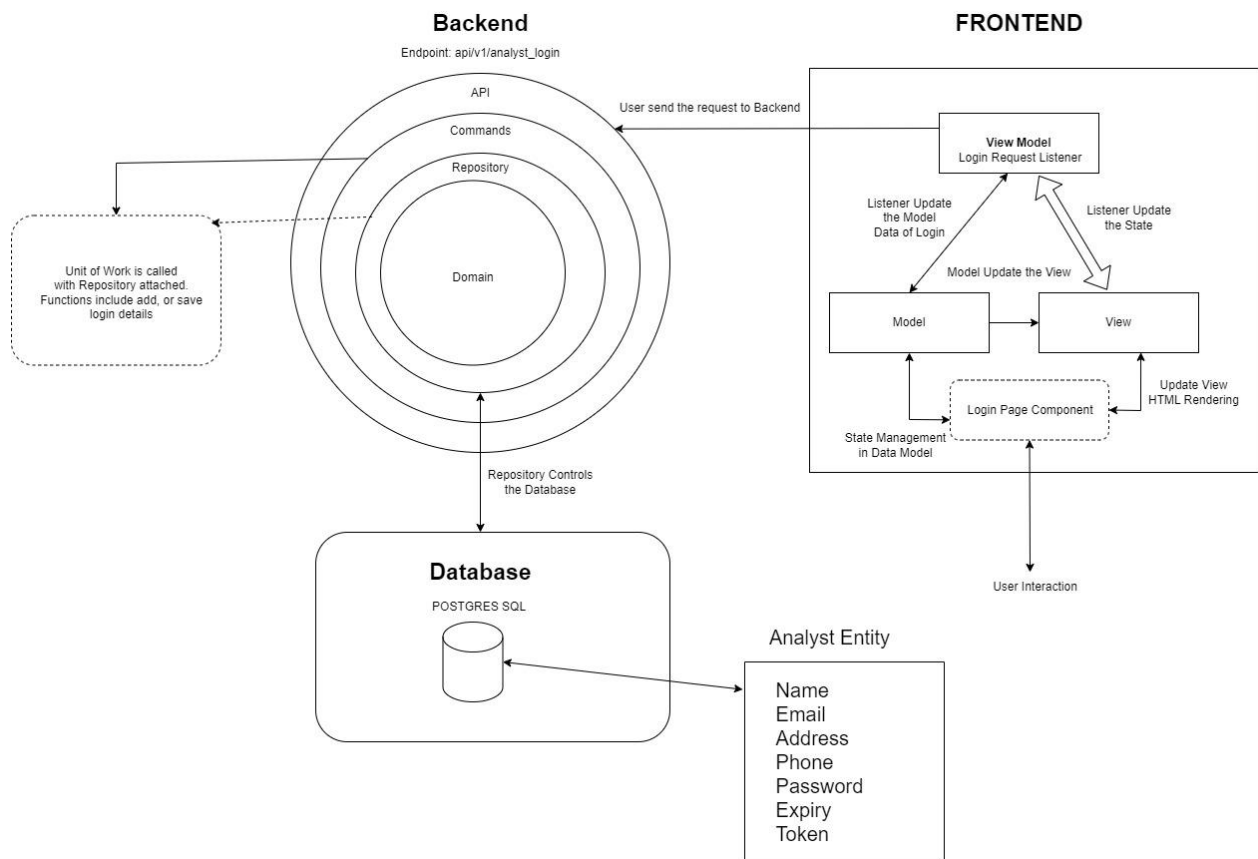 Backend
Endpoint: api/v1/analyst_login
API
Commands
Repository
Domain
Unit of Work is called
with Repository attached.
Functions include add, or save
login details
User send the request to Backend
FRONTEND
View Model
Login Request Listener
Listener Update
the Model
Data of Login
Listener Update
the State
Model Update the View
Model
View
Login Page Component
Update View
HTML Rendering
State Management
in Data Model
User Interaction
Repository Controls
the Database
Database
POSTGRES SQL
Analyst Entity
Name
Email
Address
Phone
Password
Expiry
Token